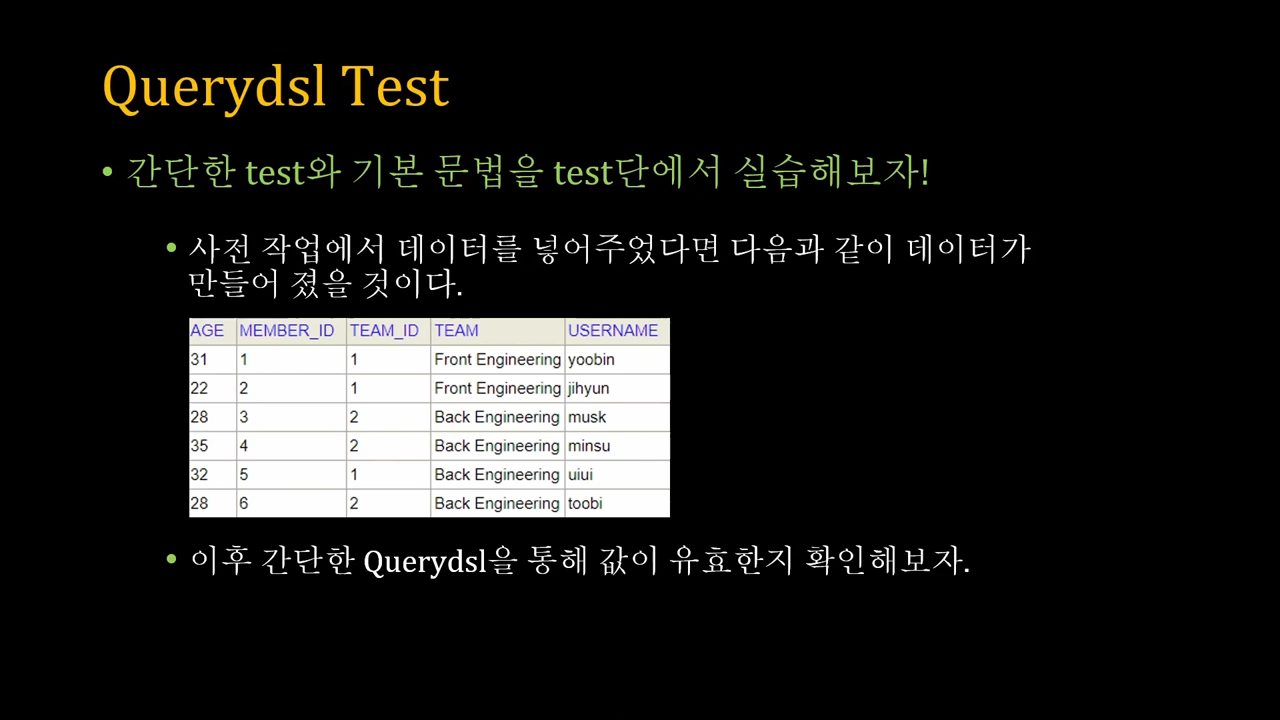 Querydsl Test
• 간단한 test와 기본 문법을 test단에서 실습해보자!
• 사전 작업에서 데이터를 넣어주었다면 다음과 같이 데이터가
만들어 졌을 것이다.
AGE MEMBER_ID TEAM_ID TEAM USERNAME
31 1 1 Front Engineering yoobin
22 2 1 Front Engineering jihyun
28 3 2 Back Engineering musk
35 4 2 Back Engineering minsu
32 5 1 Back Engineering uiui
28 6 2 Back Engineering toobi
• 이후 간단한 Querydsl을 통해 값이 유효한지 확인해보자.